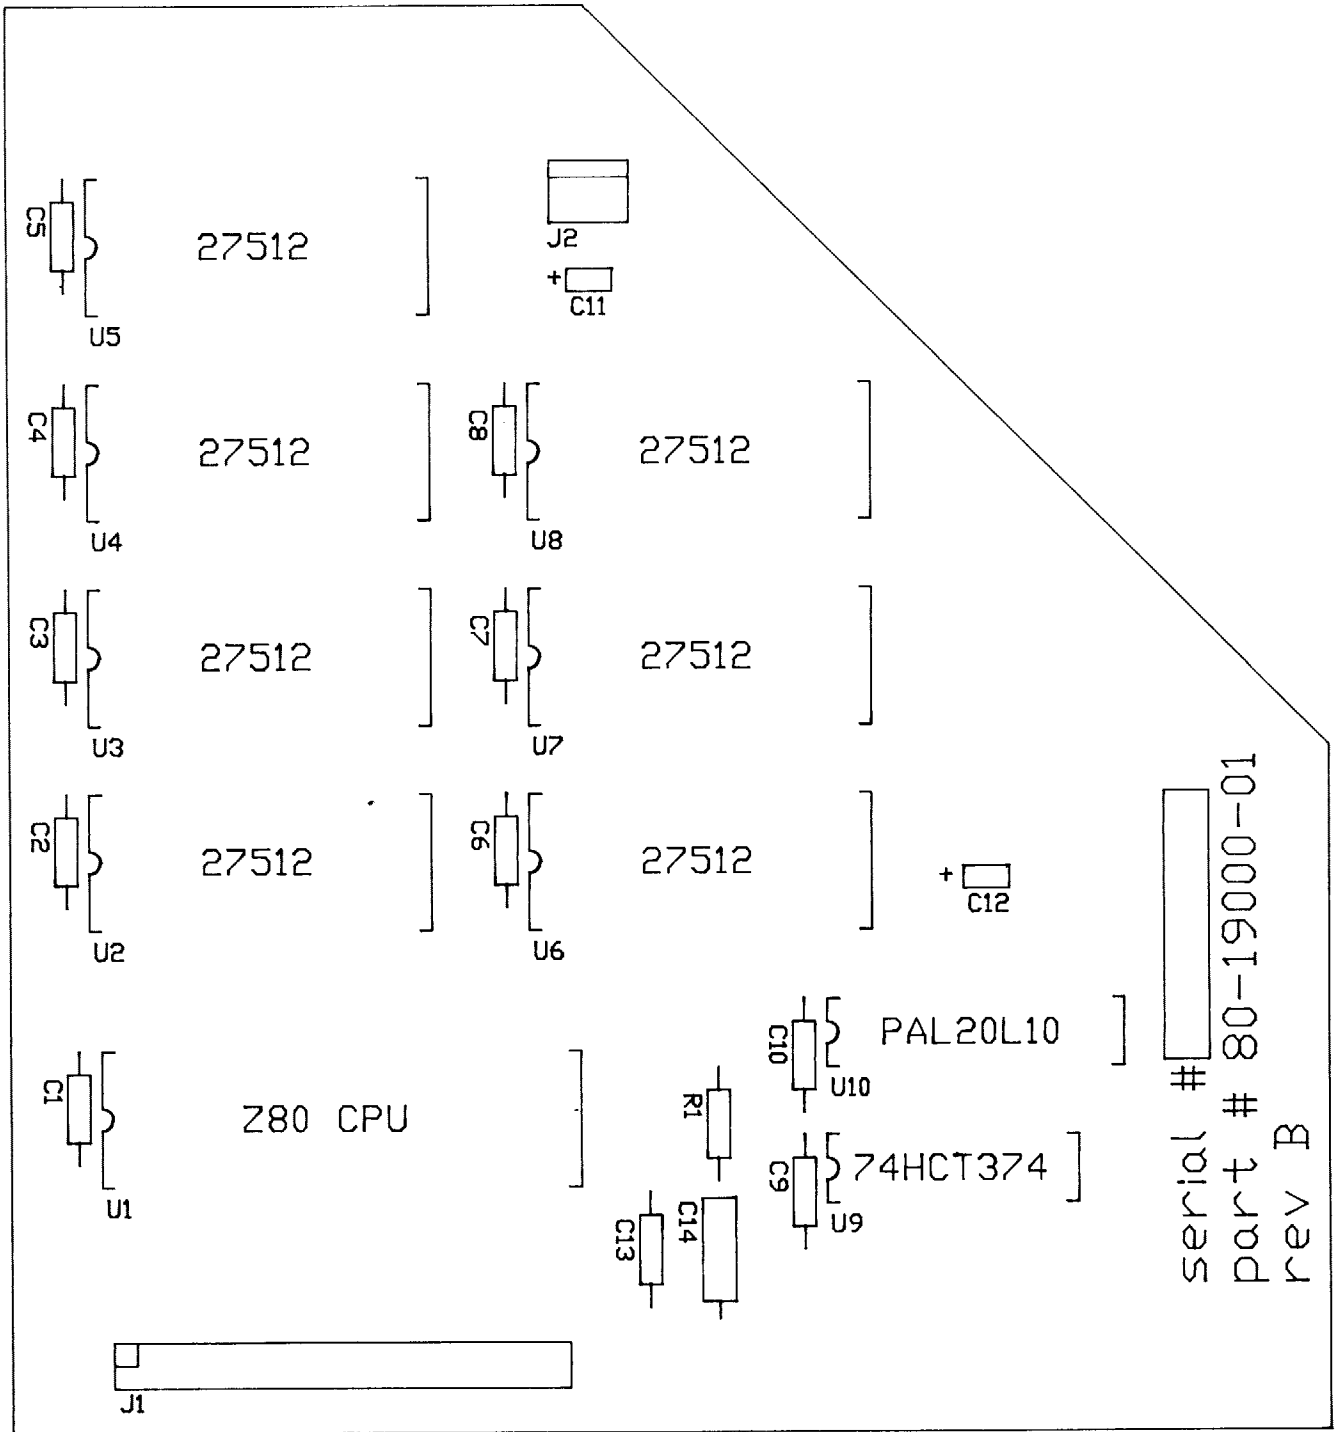 C5
27512
U5
J2
+
C11
C4
27512
U4
C8
27512
U8
C3
27512
U3
C7
27512
U7
C2
27512
U2
C6
27512
U6
+
C12
C1
Z80 CPU
U1
R1
C13
C14
C10
PAL20L10
U10
C9
74HCT374
U9
serial #
part # 80-19000-01
rev B
J1